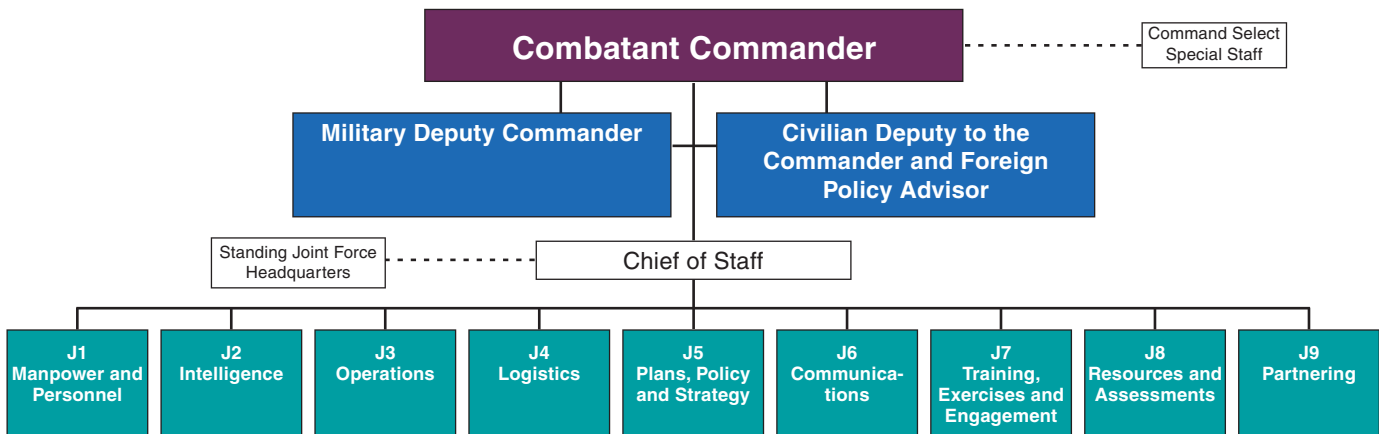 Combatant Commander
Command Select
Special Staff
Military Deputy Commander
Civilian Deputy to the
Commander and Foreign
Policy Advisor
Standing Joint Force
Headquarters
Chief of Staff
J1
Manpower and
Personnel
J2
Intelligence
J3
Operations
J4
Logistics
J5
Plans, Policy
and Strategy
J6
Communica-
tions
J7
Training,
Exercises and
Engagement
J8
Resources and
Assessments
J9
Partnering